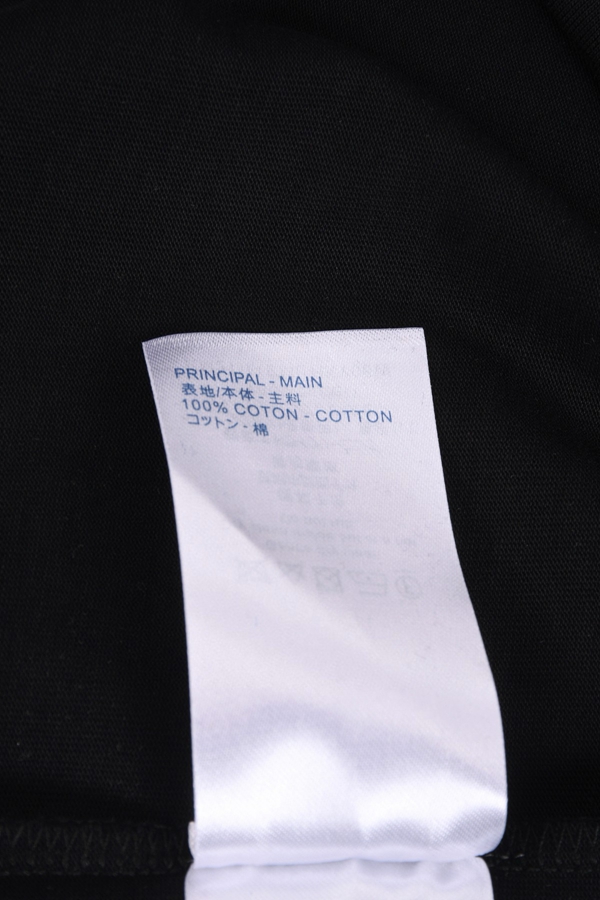 PRINCIPAL - MAIN
表地/本体 - 主料
100% COTON - COTTON
コットン - 棉